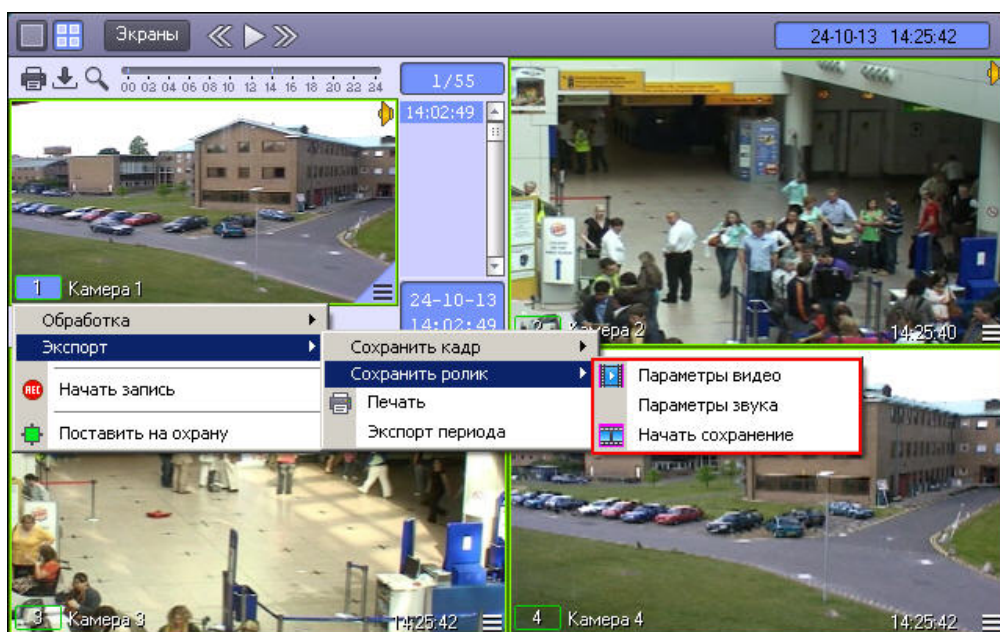 Экраны
24-10-13 14:25:42
00 02 04 06 08 10 12 14 16 18 20 22 24
1/55
14:02:49
1 Камера 1
24-10-13
14:02:49
2 Камера 2
14:25:40
Обработка
Экспорт
Начать запись
Поставить на охрану
Сохранить кадр
Сохранить ролик
Печать
Экспорт периода
Параметры видео
Параметры звука
Начать сохранение
REC
3 Камера 3
14:25:42
4 Камера 4
14:25:42